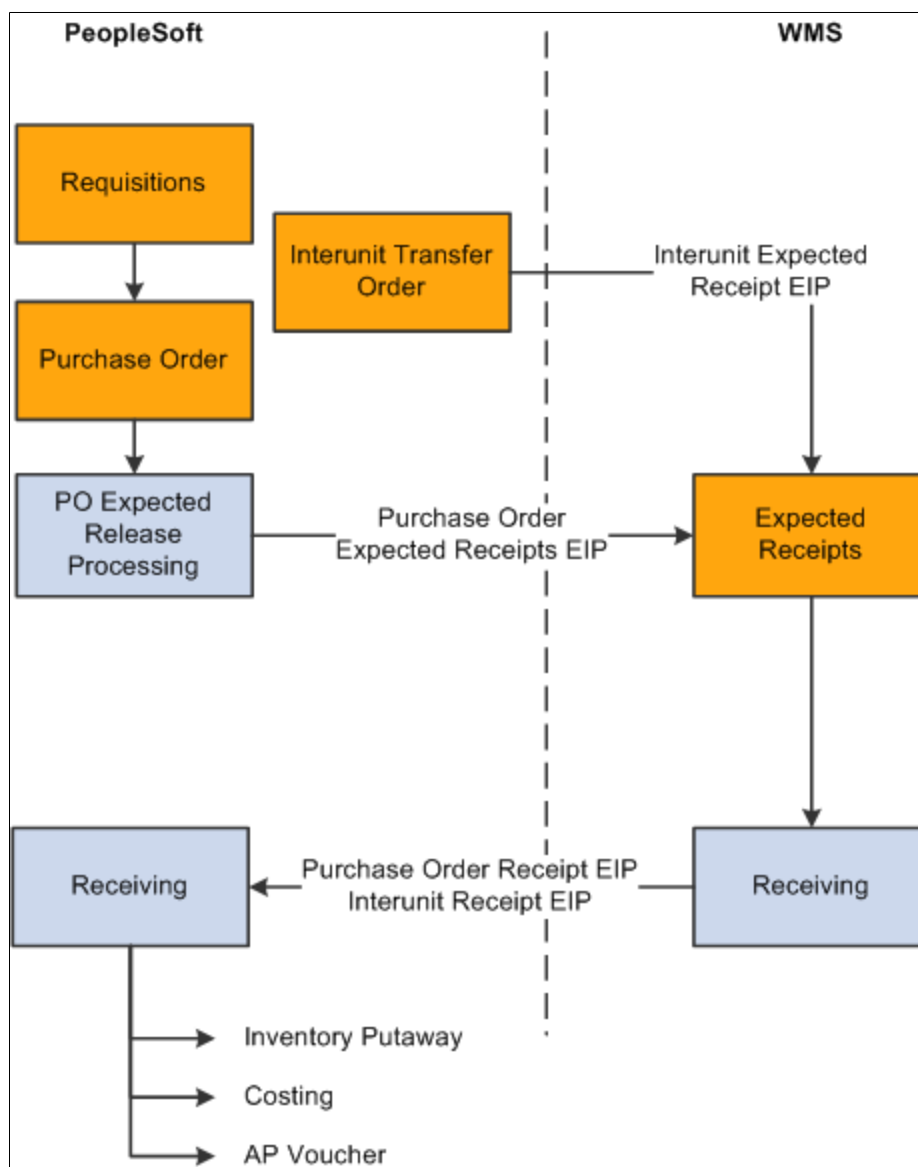 PeopleSoft
WMS
Requisitions
Interunit Transfer
Order
Interunit Expected
Receipt EIP
Purchase Order
PO Expected
Release
Processing
Purchase Order
Expected Receipts EIP
Expected
Receipts
Receiving
Purchase Order Receipt EIP
Interunit Receipt EIP
Receiving
Inventory Putaway
Costing
AP Voucher